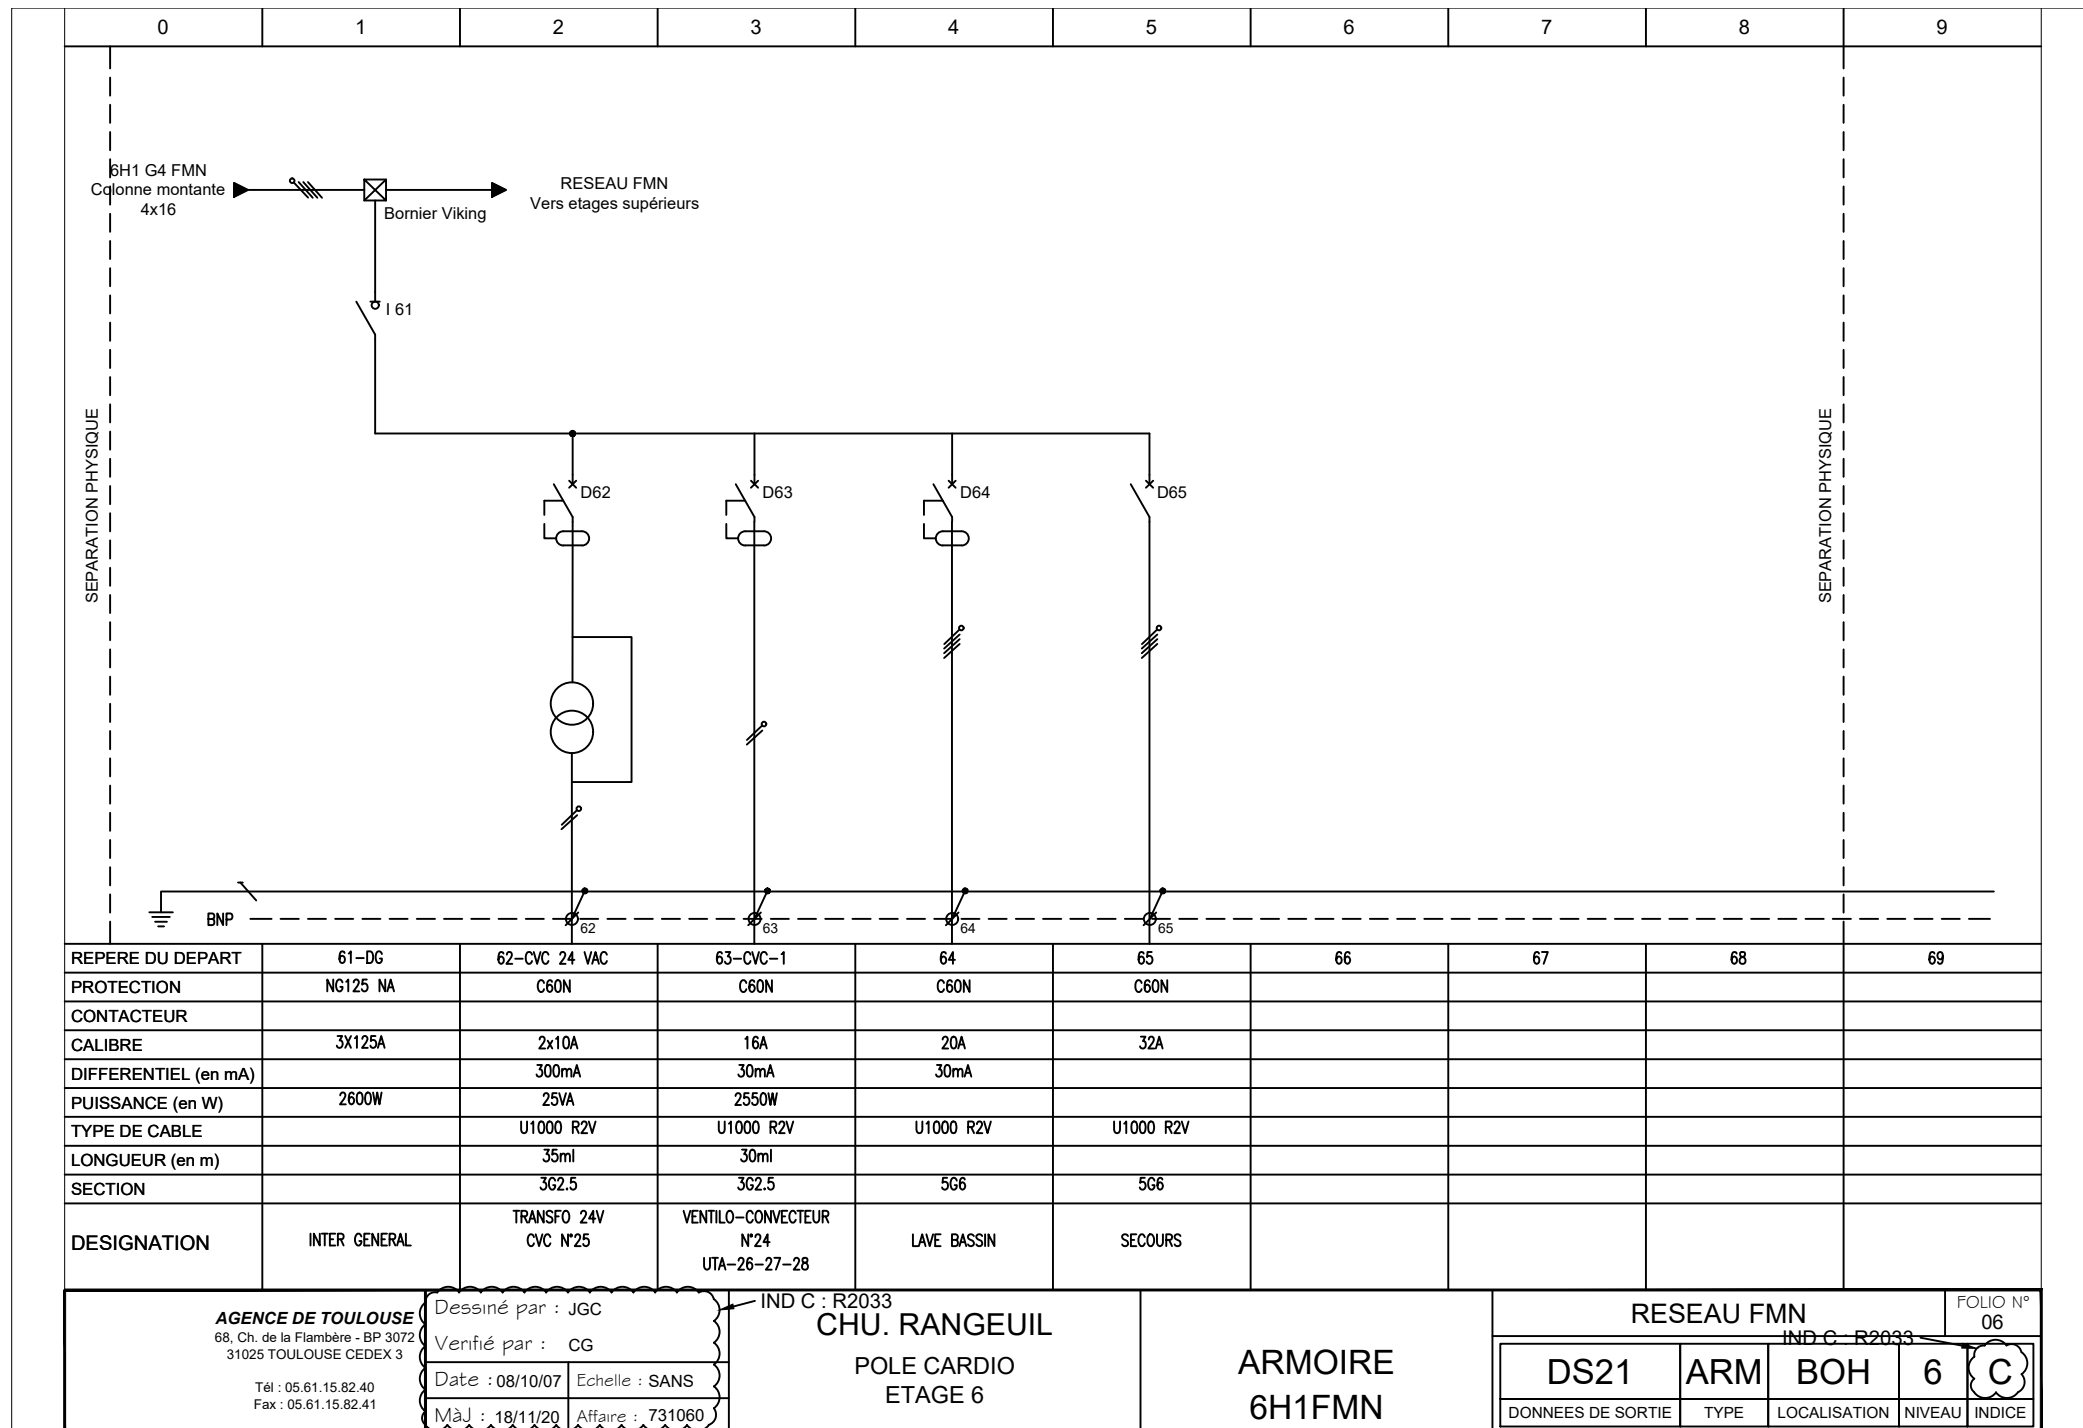 0 1 2 3 4 5 6 7 8 9
6H1 G4 FMN
Colonne montante
4x16
Bornier Viking
RESEAU FMN
Vers etages supérieurs
I 61
SEPARATION PHYSIQUE
SEPARATION PHYSIQUE
D62 D63 D64 D65
BNP
62 63 64 65
REPERE DU DEPART 61-DG 62-CVC 24 VAC 63-CVC-1 64 65 66 67 68 69
PROTECTION NG125 NA C60N C60N C60N C60N
CONTACTEUR
CALIBRE 3X125A 2x10A 16A 20A 32A
DIFFERENTIEL (en mA) 300mA 30mA 30mA
PUISSANCE (en W) 2600W 25VA 2550W
TYPE DE CABLE U1000 R2V U1000 R2V U1000 R2V U1000 R2V
LONGUEUR (en m) 35ml 30ml
SECTION 3G2.5 3G2.5 5G6 5G6
DESIGNATION
INTER GENERAL
TRANSFO 24V
CVC N°25
VENTILO-CONVECTEUR
N°24
UTA-26-27-28
LAVE BASSIN
SECOURS
AGENCE DE TOULOUSE
68, Ch. de la Flambère - BP 3072
31025 TOULOUSE CEDEX 3
Tél : 05.61.15.82.40
Fax : 05.61.15.82.41
Dessiné par : JGC
Verifié par : CG
Date : 08/10/07 Echelle : SANS
MàJ : 18/11/20 Affaire : 731060
IND C : R2033
CHU. RANGEUIL
POLE CARDIO
ETAGE 6
ARMOIRE
6H1FMN
RESEAU FMN
FOLIO N°
06
IND C : R2033
DS21 ARM BOH 6 C
DONNEES DE SORTIE TYPE LOCALISATION NIVEAU INDICE